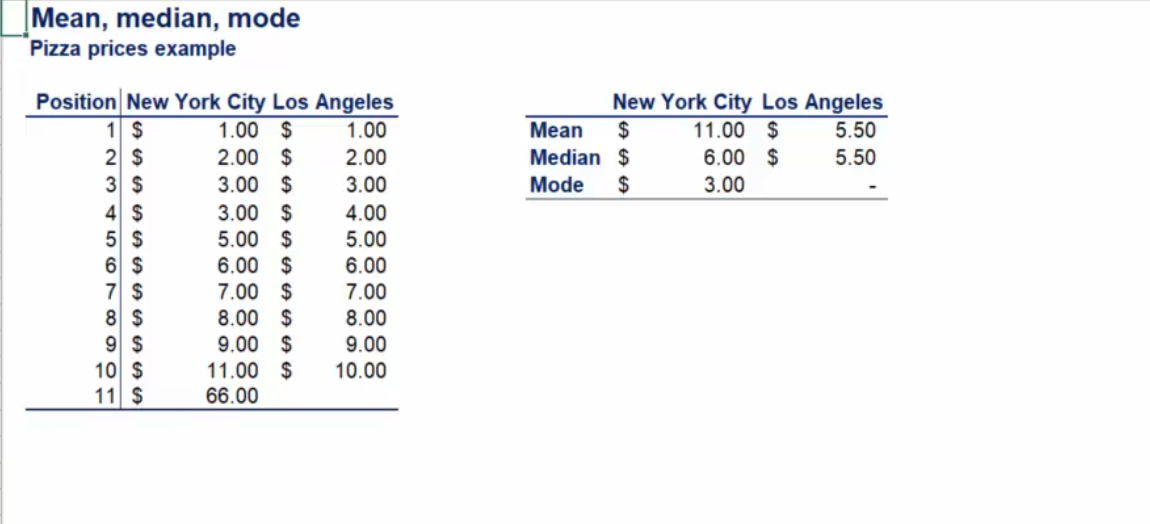 Mean, median, mode
Pizza prices example
Position New York City Los Angeles
1 $ 1.00 $ 1.00
2 $ 2.00 $ 2.00
3 $ 3.00 $ 3.00
4 $ 3.00 $ 4.00
5 $ 5.00 $ 5.00
6 $ 6.00 $ 6.00
7 $ 7.00 $ 7.00
8 $ 8.00 $ 8.00
9 $ 9.00 $ 9.00
10 $ 11.00 $ 10.00
11 $ 66.00
New York City Los Angeles
Mean $ 11.00 $ 5.50
Median $ 6.00 $ 5.50
Mode $ 3.00 -